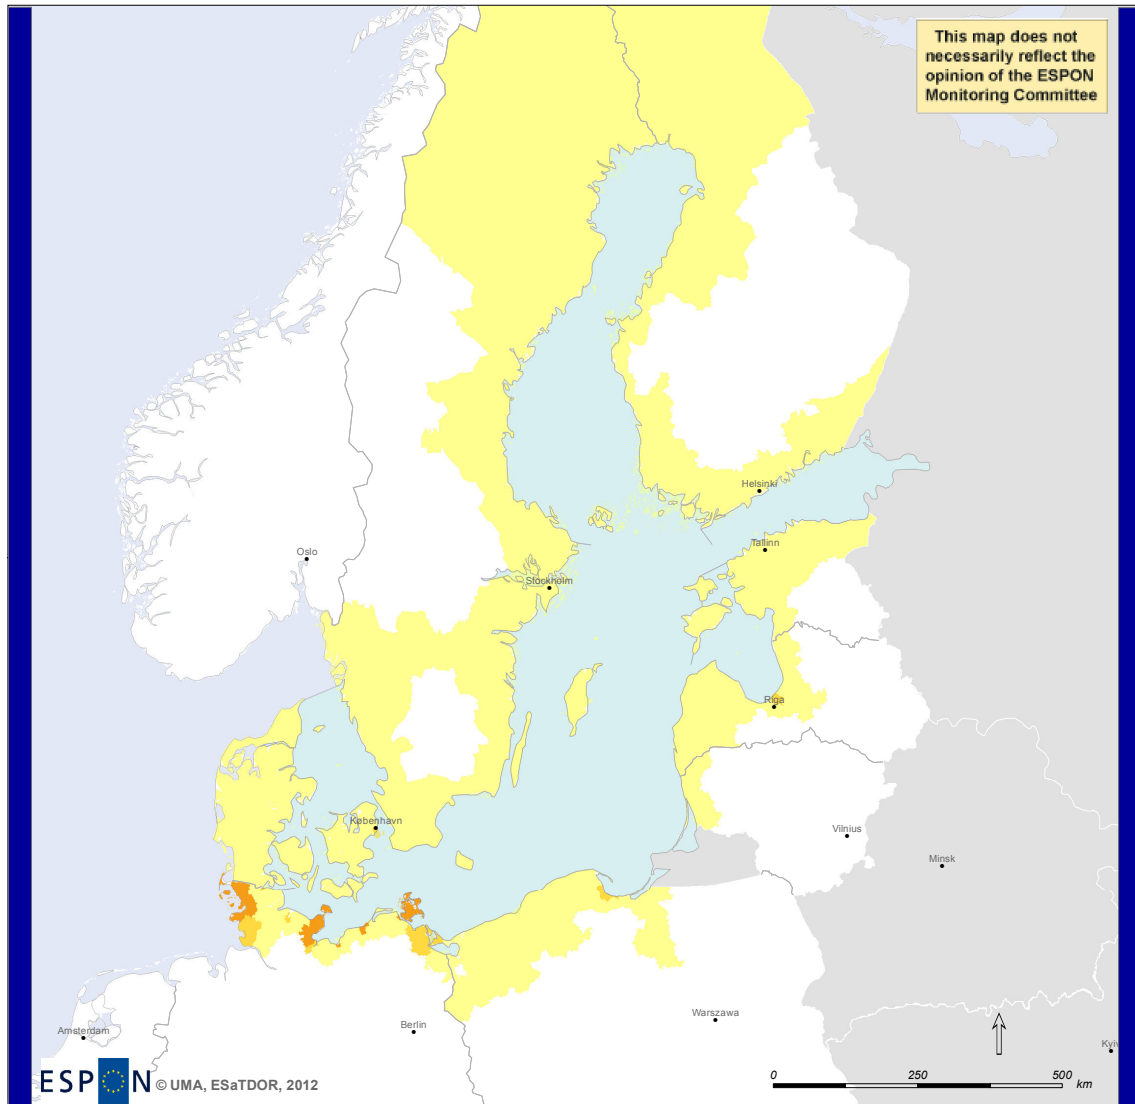 This map does not
necessarily reflect the
opinion of the ESPON
Monitoring Committee
Helsinki
Tallinn
Oslo
Stockholm
Riga
København
Vilnius
Minsk
Warszawa
Berlin
Amsterdam
Kyiv
ESPON © UMA, ESaTDOR, 2012
0 250 500
km